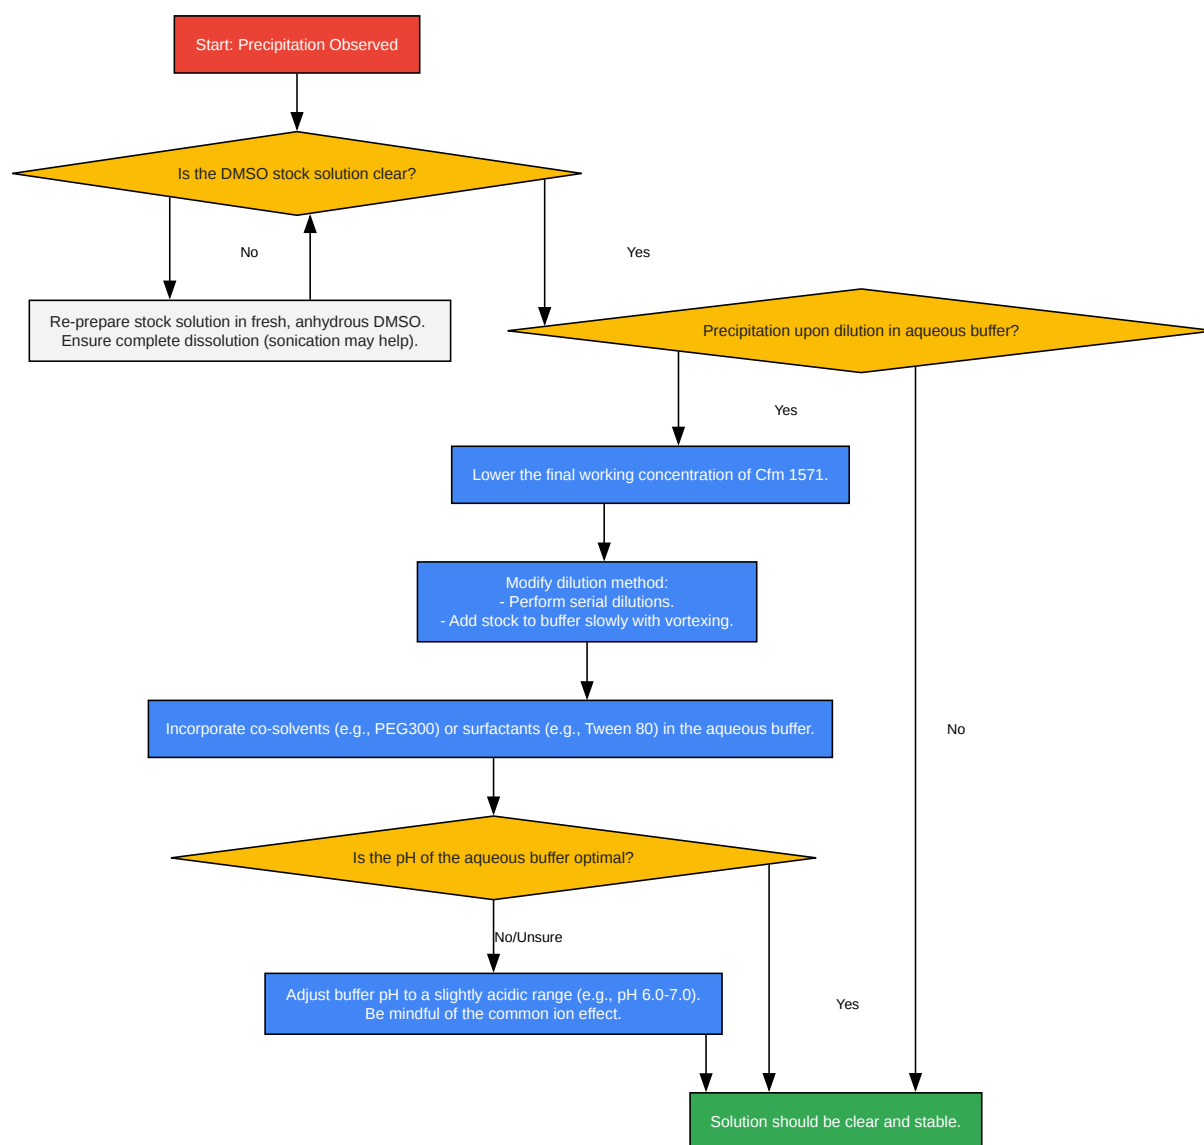 Start: Precipitation Observed
Is the DMSO stock solution clear?
No
Yes
Re-prepare stock solution in fresh, anhydrous DMSO.
Ensure complete dissolution (sonication may help).
Precipitation upon dilution in aqueous buffer?
Yes
Lower the final working concentration of Cfm 1571.
Modify dilution method:
- Perform serial dilutions.
- Add stock to buffer slowly with vortexing.
Incorporate co-solvents (e.g., PEG300) or surfactants (e.g., Tween 80) in the aqueous buffer.
No
Is the pH of the aqueous buffer optimal?
No/Unsure
Adjust buffer pH to a slightly acidic range (e.g., pH 6.0-7.0).
Be mindful of the common ion effect.
Yes
Solution should be clear and stable.